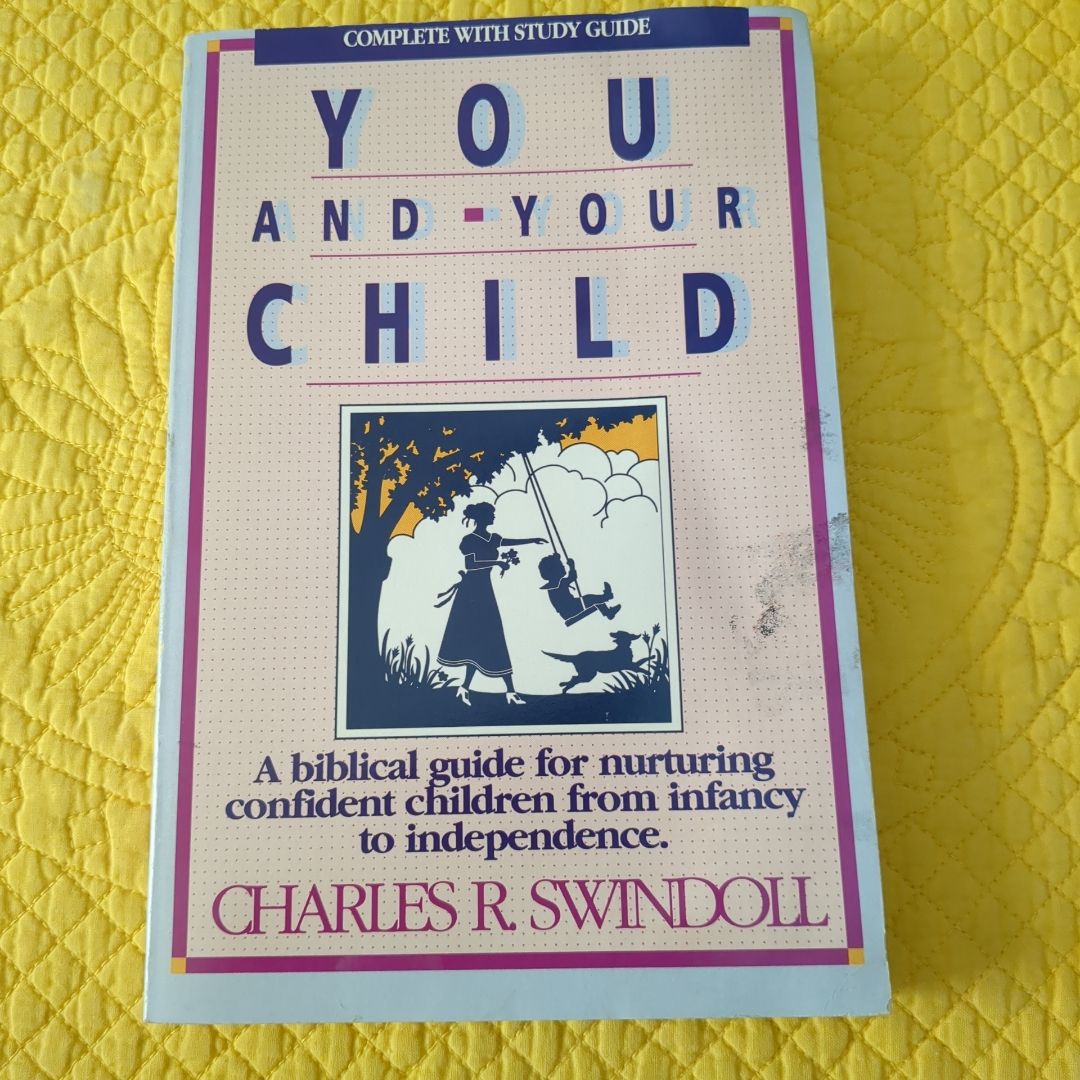 COMPLETE WITH STUDY GUIDE
YOU
AND-YOUR
CHILD
A biblical guide for nurturing
confident children from infancy
to independence.
CHARLES R. SWINDOLL